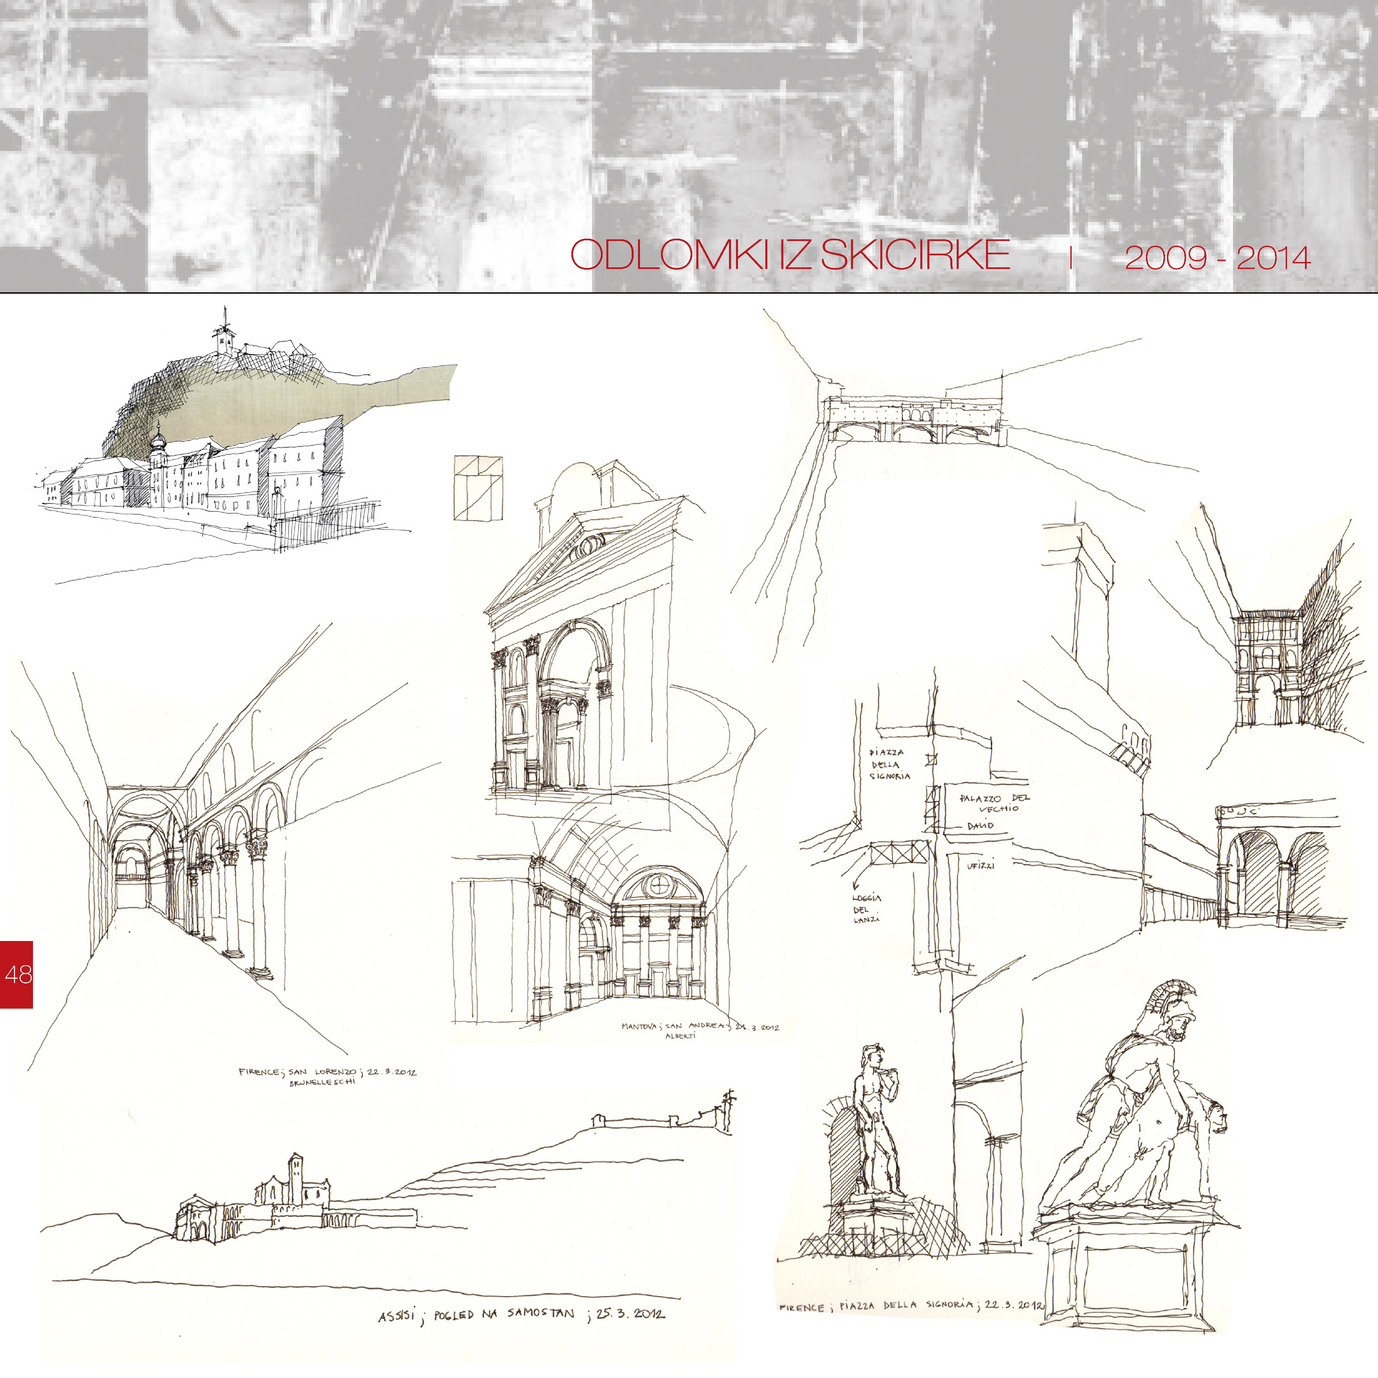 ODLOMKI IZ SKICIRKE | 2009 - 2014
PIAZZA
DELLA
SIGNORIA
PALAZZO DEL
VECHIO
DAVID
UFIZZI
LOGGIA
DEL
LANZI
48
MANTOVA; SAN ANDREA; 21.3.2012
ALBERTI
FIRENCE; SAN LORENZO; 22.3.2012
BRUNELLESCHI
ASSISI; POGLED NA SAMOSTAN; 25.3.2012
FIRENCE; PIAZZA DELLA SIGNORIA; 22.3.2012